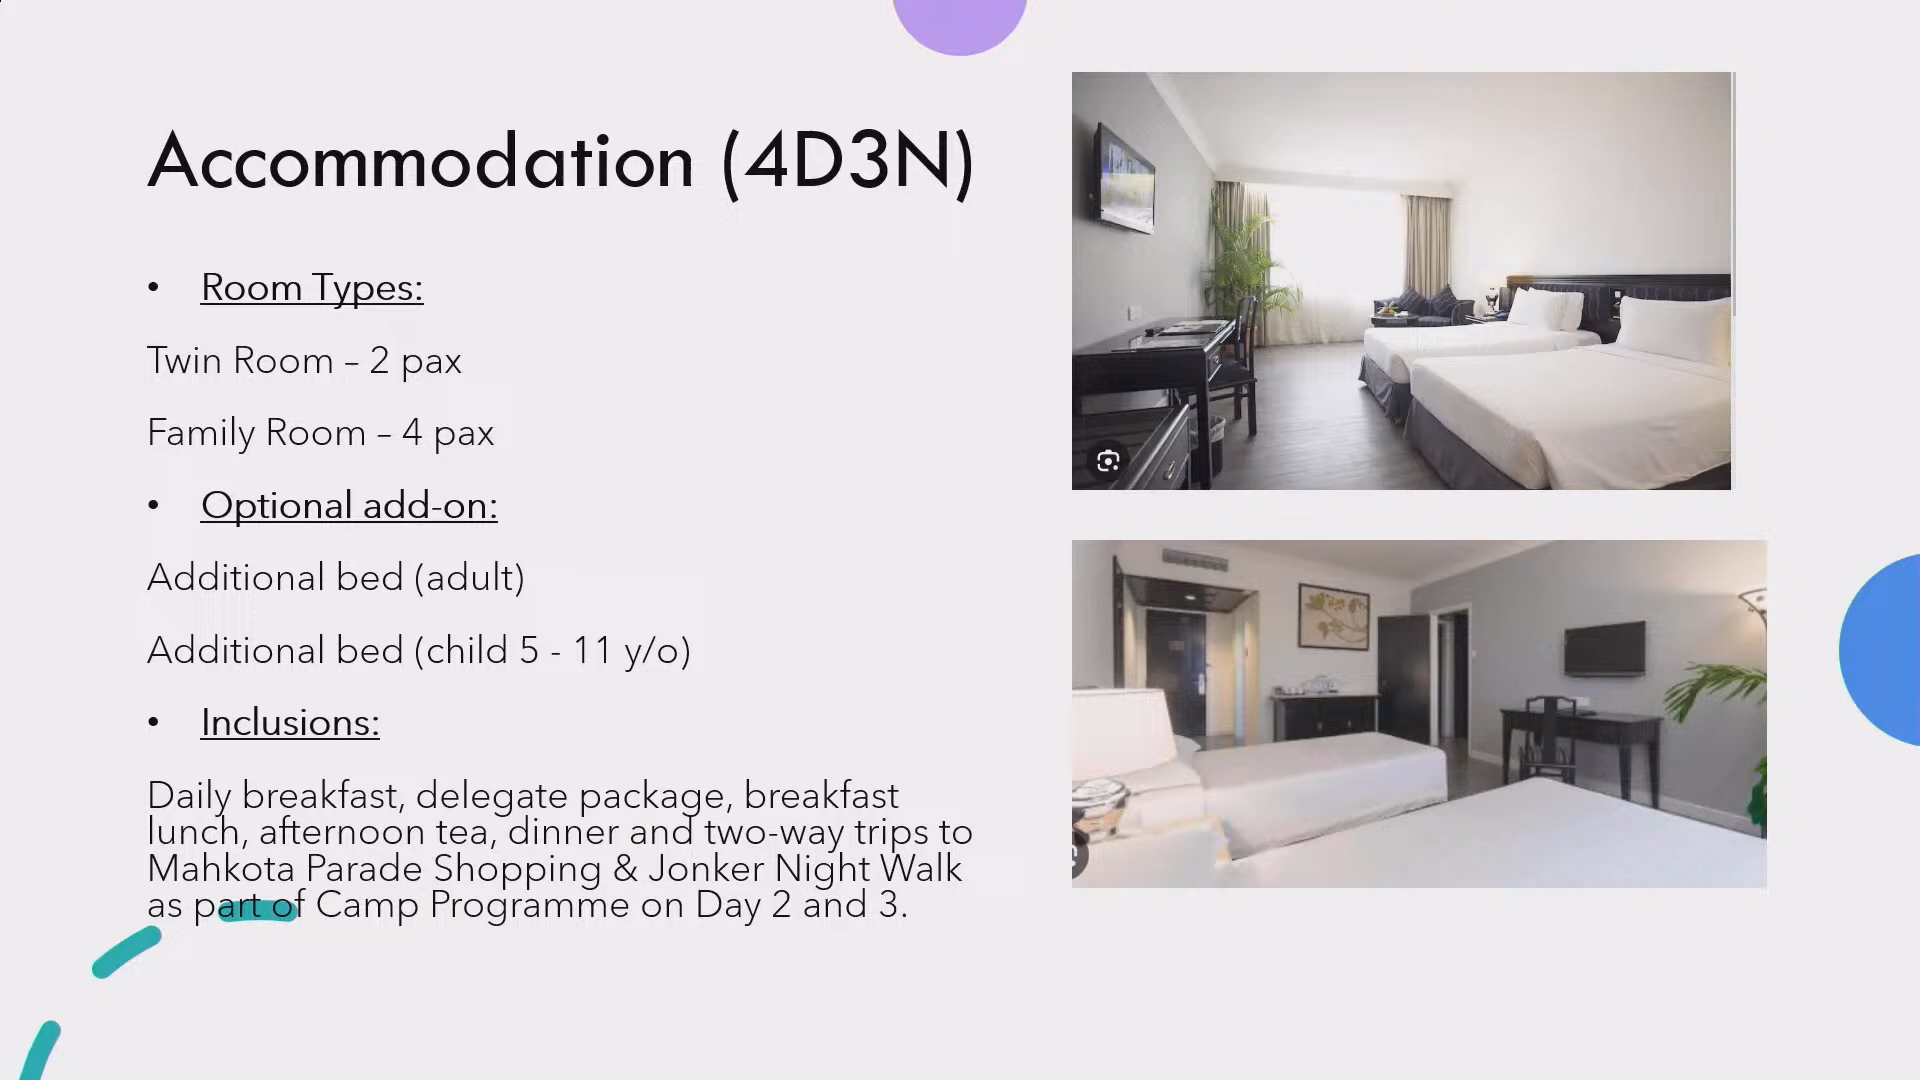 Accommodation (4D3N)
• Room Types:
Twin Room – 2 pax
Family Room – 4 pax
• Optional add-on:
Additional bed (adult)
Additional bed (child 5 - 11 y/o)
• Inclusions:
Daily breakfast, delegate package, breakfast
lunch, afternoon tea, dinner and two-way trips to
Mahkota Parade Shopping & Jonker Night Walk
as part of Camp Programme on Day 2 and 3.